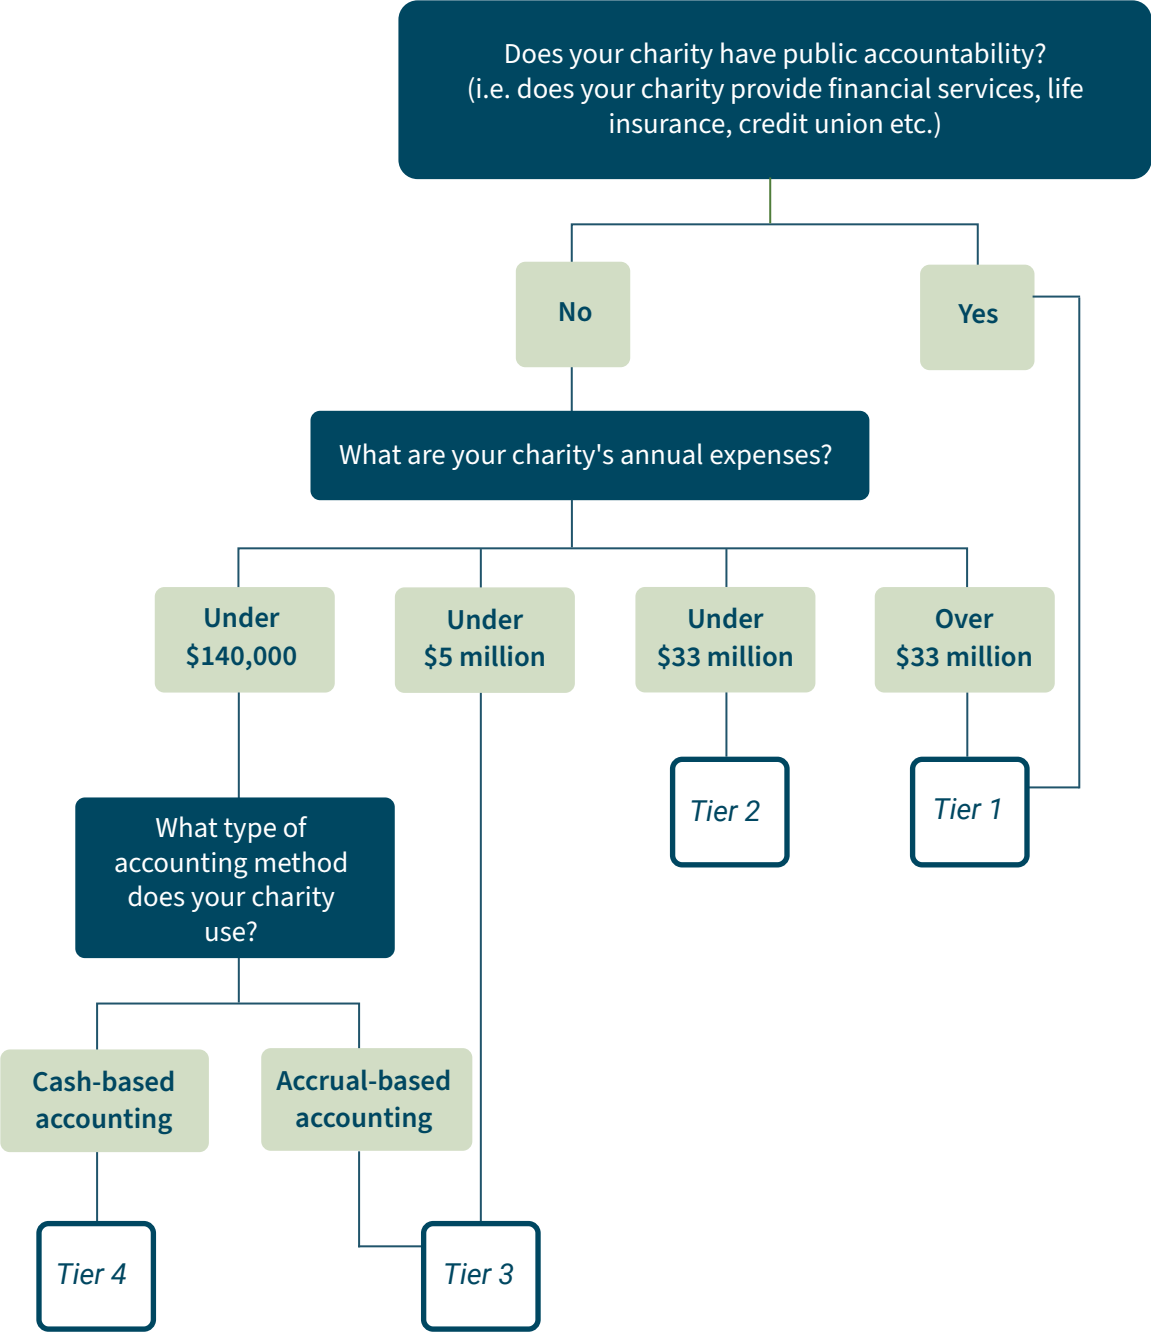 Does your charity have public accountability?
(i.e. does your charity provide financial services, life
insurance, credit union etc.)
No
Yes
What are your charity's annual expenses?
Under
$140,000
Under
$5 million
Under
$33 million
Over
$33 million
Tier 2
Tier 1
What type of
accounting method
does your charity
use?
Cash-based
accounting
Accrual-based
accounting
Tier 4
Tier 3